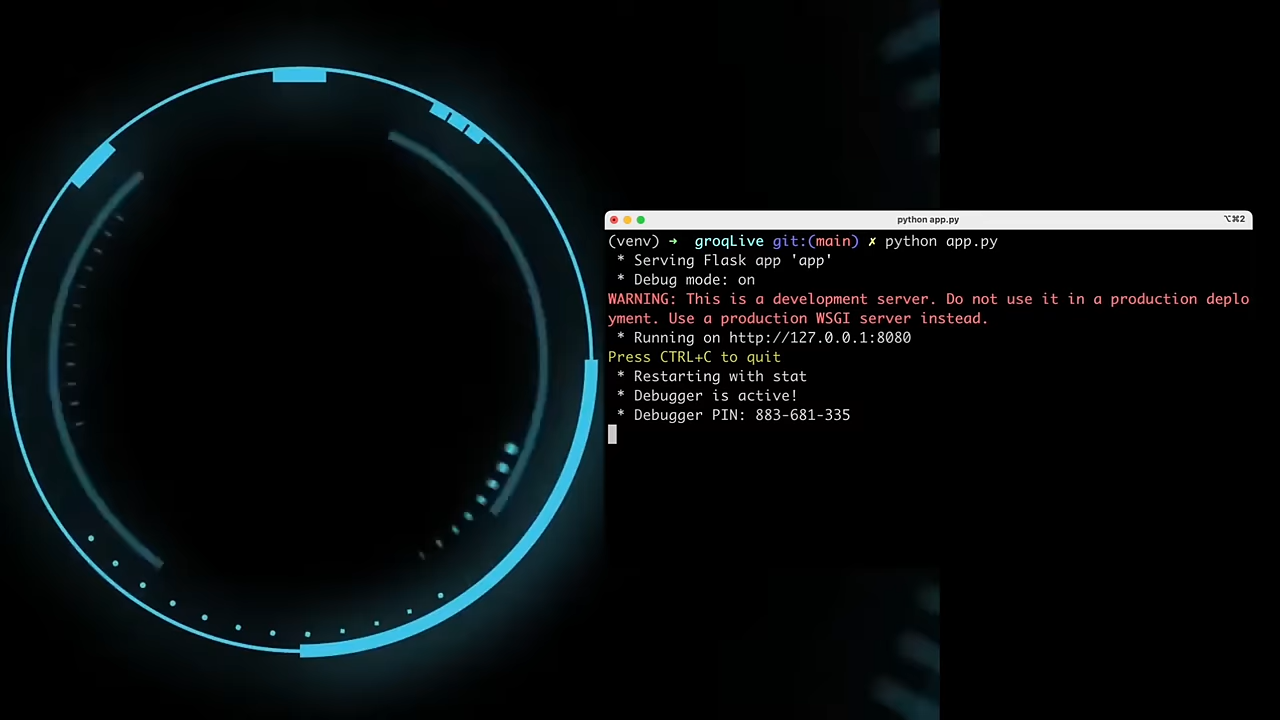 python app.py
⌥⌘2
(venv) ➜ groqLive git:(main) ✗ python app.py
* Serving Flask app 'app'
* Debug mode: on
WARNING: This is a development server. Do not use it in a production deplo
yment. Use a production WSGI server instead.
* Running on http://127.0.0.1:8080
Press CTRL+C to quit
* Restarting with stat
* Debugger is active!
* Debugger PIN: 883-681-335